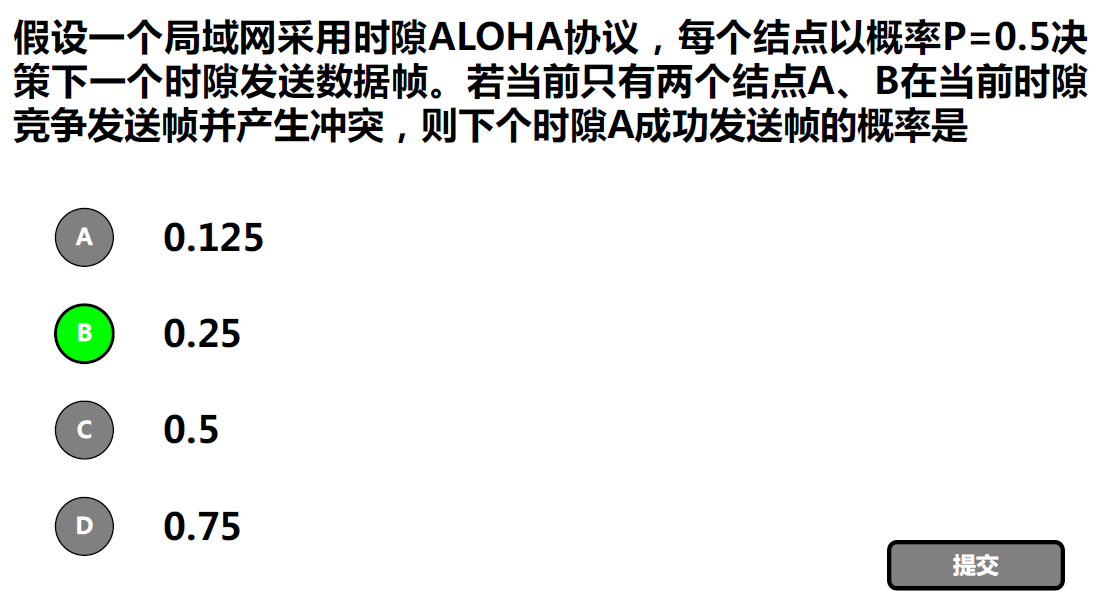 假设一个局域网采用时隙ALOHA协议，每个结点以概率P=0.5决
策下一个时隙发送数据帧。若当前只有两个结点A、B在当前时隙
竞争发送帧并产生冲突，则下个时隙A成功发送帧的概率是
A 0.125
B 0.25
C 0.5
D 0.75
提交